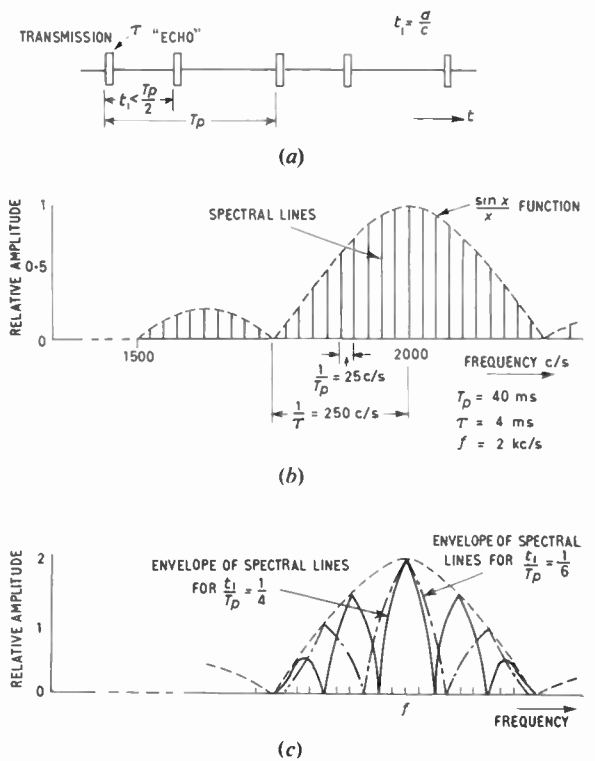 TRANSMISSION τ "ECHO" t₁ = d/c
t₁ < Tp/2
Tp
t
(a)
RELATIVE AMPLITUDE
1
0·5
0
SPECTRAL LINES
sin x / x FUNCTION
1500 2000 FREQUENCY c/s
1/Tp = 25 c/s
1/τ = 250 c/s
Tp = 40 ms
τ = 4 ms
f = 2 kc/s
(b)
RELATIVE AMPLITUDE
2
1
0
ENVELOPE OF SPECTRAL LINES
FOR t₁/Tp = 1/4
ENVELOPE OF SPECTRAL
LINES FOR t₁/Tp = 1/6
f
FREQUENCY
(c)